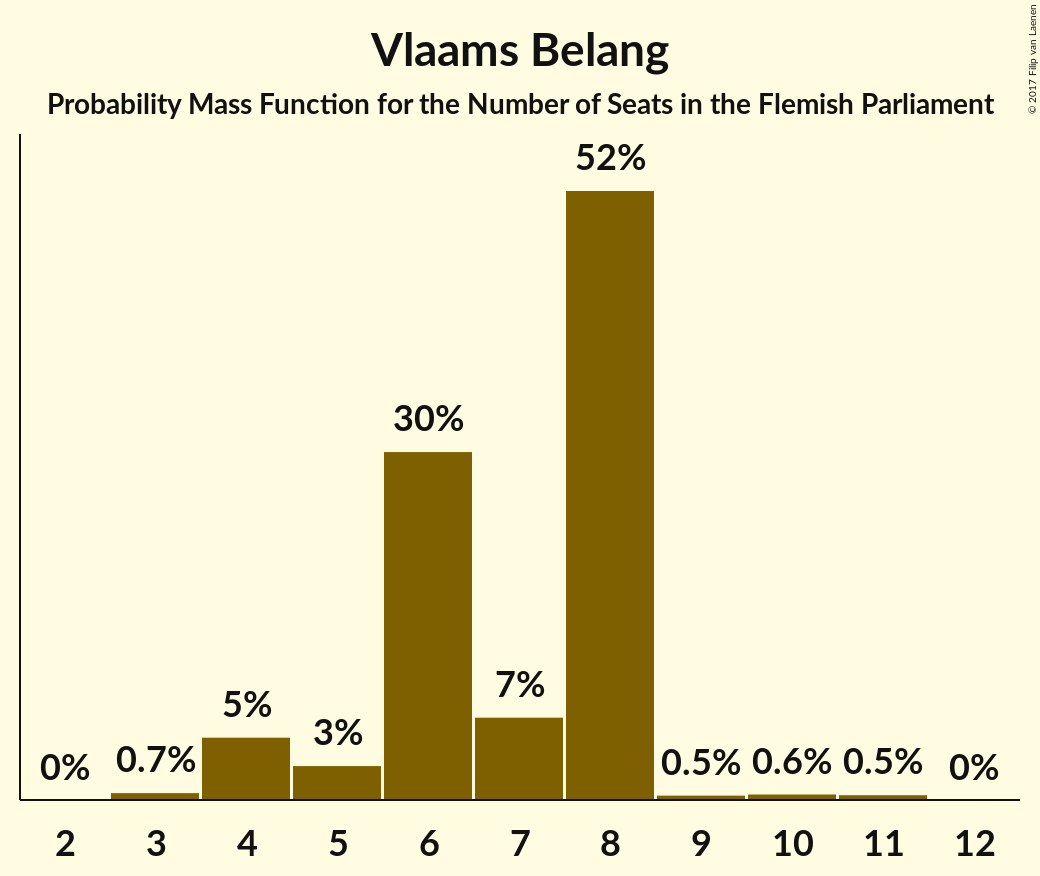 Vlaams Belang
Probability Mass Function for the Number of Seats in the Flemish Parliament
© 2017 Filip van Laenen
52%
30%
7%
5%
3%
0.7%
0%
0.5%
0.6%
0.5%
0%
2 3 4 5 6 7 8 9 10 11 12